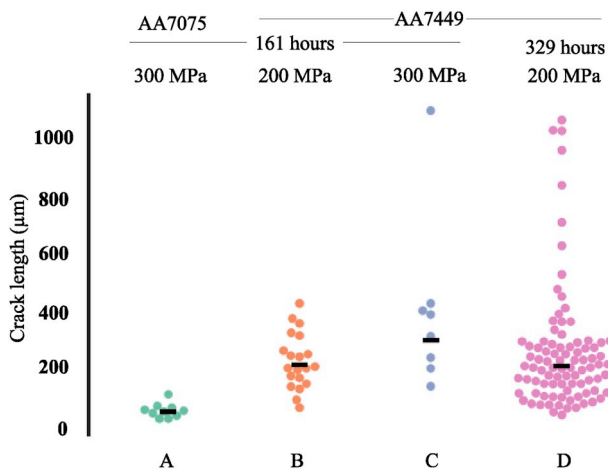 AA7075
AA7449
161 hours
329 hours
300 MPa
200 MPa
300 MPa
200 MPa
Crack length (μm)
1000
800
600
400
200
0
A
B
C
D